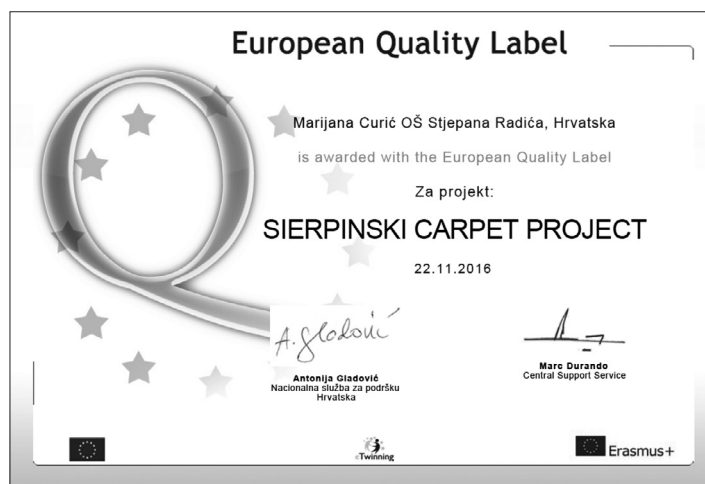 European Quality Label
Marijana Curić OŠ Stjepana Radića, Hrvatska
is awarded with the European Quality Label
Za projekt:
SIERPINSKI CARPET PROJECT
22.11.2016
A. Gladović
Antonija Gladović
Nacionalna služba za podršku
Hrvatska
Marc Durando
Central Support Service
eTwinning
Erasmus+